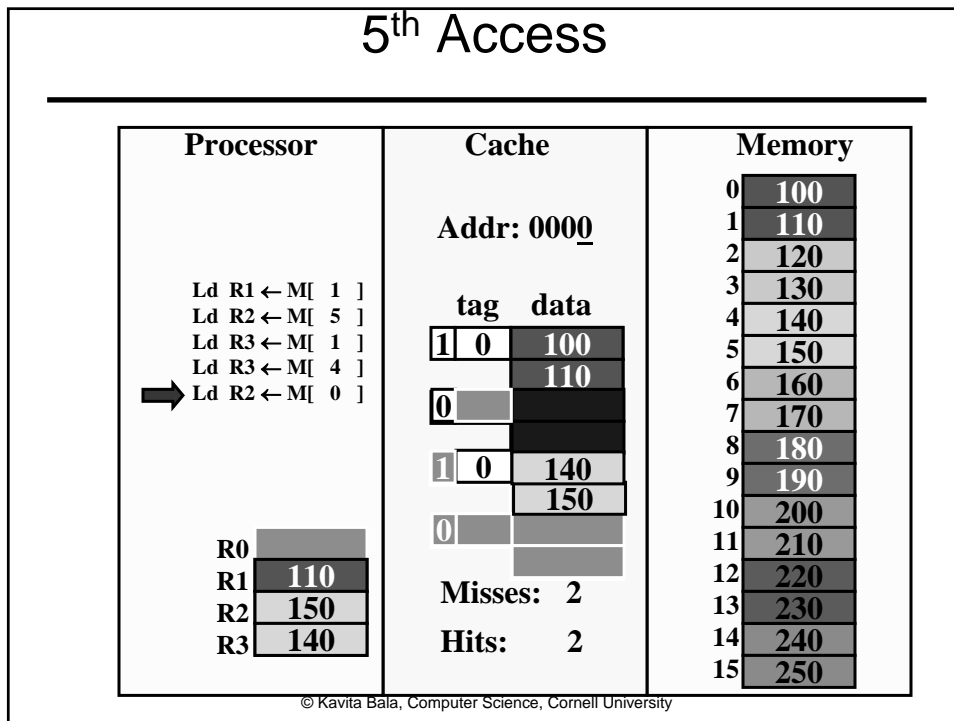 5th Access
Processor
Ld R1 ← M[ 1 ]
Ld R2 ← M[ 5 ]
Ld R3 ← M[ 1 ]
Ld R3 ← M[ 4 ]
Ld R2 ← M[ 0 ]
R0
R1 110
R2 150
R3 140
Cache
Addr: 0000
tag data
1 0 100
110
0
1 0 140
150
0
Misses: 2
Hits: 2
Memory
0 100
1 110
2 120
3 130
4 140
5 150
6 160
7 170
8 180
9 190
10 200
11 210
12 220
13 230
14 240
15 250
© Kavita Bala, Computer Science, Cornell University